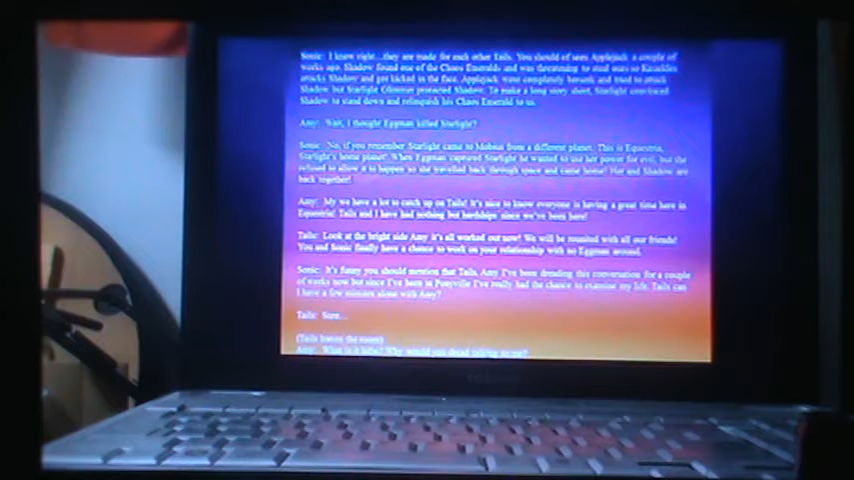 Sonic: I know right...they are made for each other Tails. You should of seen Applejack a couple of
weeks ago. Shadow found one of the Chaos Emeralds and was threatening to steal ours so Knuckles
attacks Shadow and got kicked in the face. Applejack went completely berserk and tried to attack
Shadow but Starlight Glimmer protected Shadow. To make a long story short, Starlight convinced
Shadow to stand down and relinquish his Chaos Emerald to us.
Amy: Wait, I thought Eggman killed Starlight?
Sonic: No, if you remember Starlight came to Mobius from a different planet. This is Equestria,
Starlight's home planet! When Eggman captured Starlight he wanted to use her power for evil, but she
refused to allow it to happen so she travelled back through space and came home! Her and Shadow are
back together!
Amy: My we have a lot to catch up on Tails! It's nice to know everyone is having a great time here in
Equestria! Tails and I have had nothing but hardships since we've been here!
Tails: Look at the bright side Amy it's all worked out now! We will be reunited with all our friends!
You and Sonic finally have a chance to work on your relationship with no Eggman around.
Sonic: It's funny you should mention that Tails. Amy I've been dreading this conversation for a couple
of weeks now but since I've been in Ponyville I've really had the chance to examine my life. Tails can
I have a few minutes alone with Amy?
Tails: Sure...
(Tails leaves the room)
Amy: What is it babe? Why would you dread talking to me?